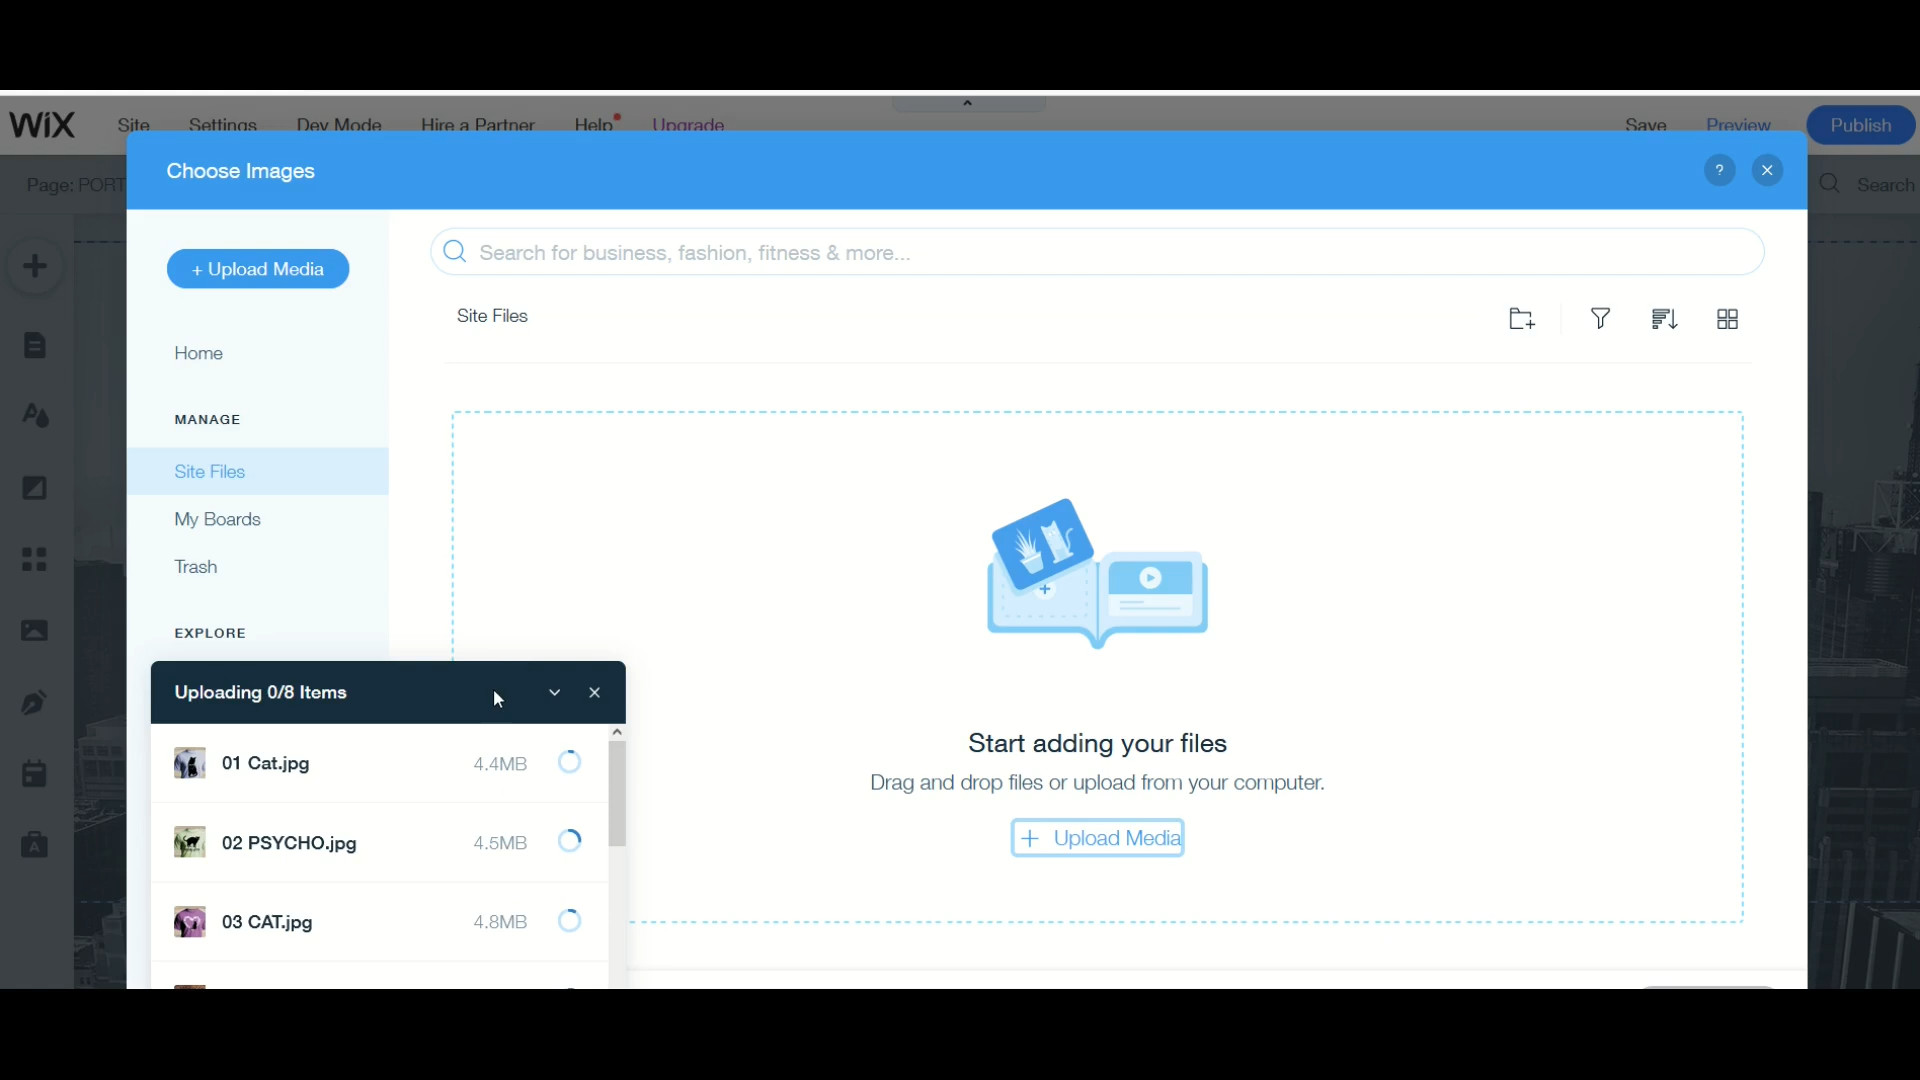 WiX Site Settings Dev Mode Hire a Partner Help Upgrade Save Preview Publish
Page: PORT
Search
Choose Images
?
+ Upload Media
Search for business, fashion, fitness & more...
Site Files
Home
MANAGE
Site Files
My Boards
Trash
EXPLORE
Uploading 0/8 Items
01 Cat.jpg 4.4MB
02 PSYCHO.jpg 4.5MB
03 CAT.jpg 4.8MB
Start adding your files
Drag and drop files or upload from your computer.
+ Upload Media
A